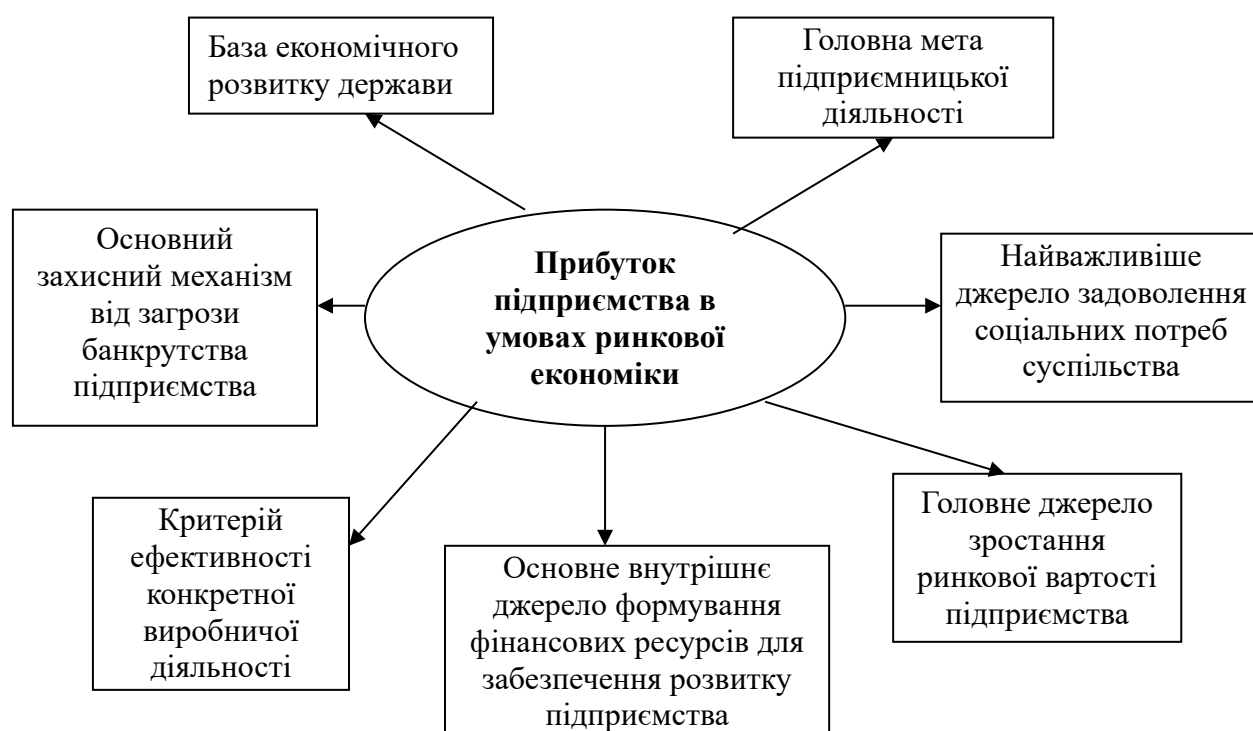 База економічного
розвитку держави
Головна мета
підприємницької
діяльності
Основний
захисний механізм
від загрози
банкрутства
підприємства
Прибуток
підприємства в
умовах ринкової
економіки
Найважливіше
джерело задоволення
соціальних потреб
суспільства
Критерій
ефективності
конкретної
виробничої
діяльності
Основне внутрішнє
джерело формування
фінансових ресурсів для
забезпечення розвитку
підприємства
Головне джерело
зростання
ринкової вартості
підприємства